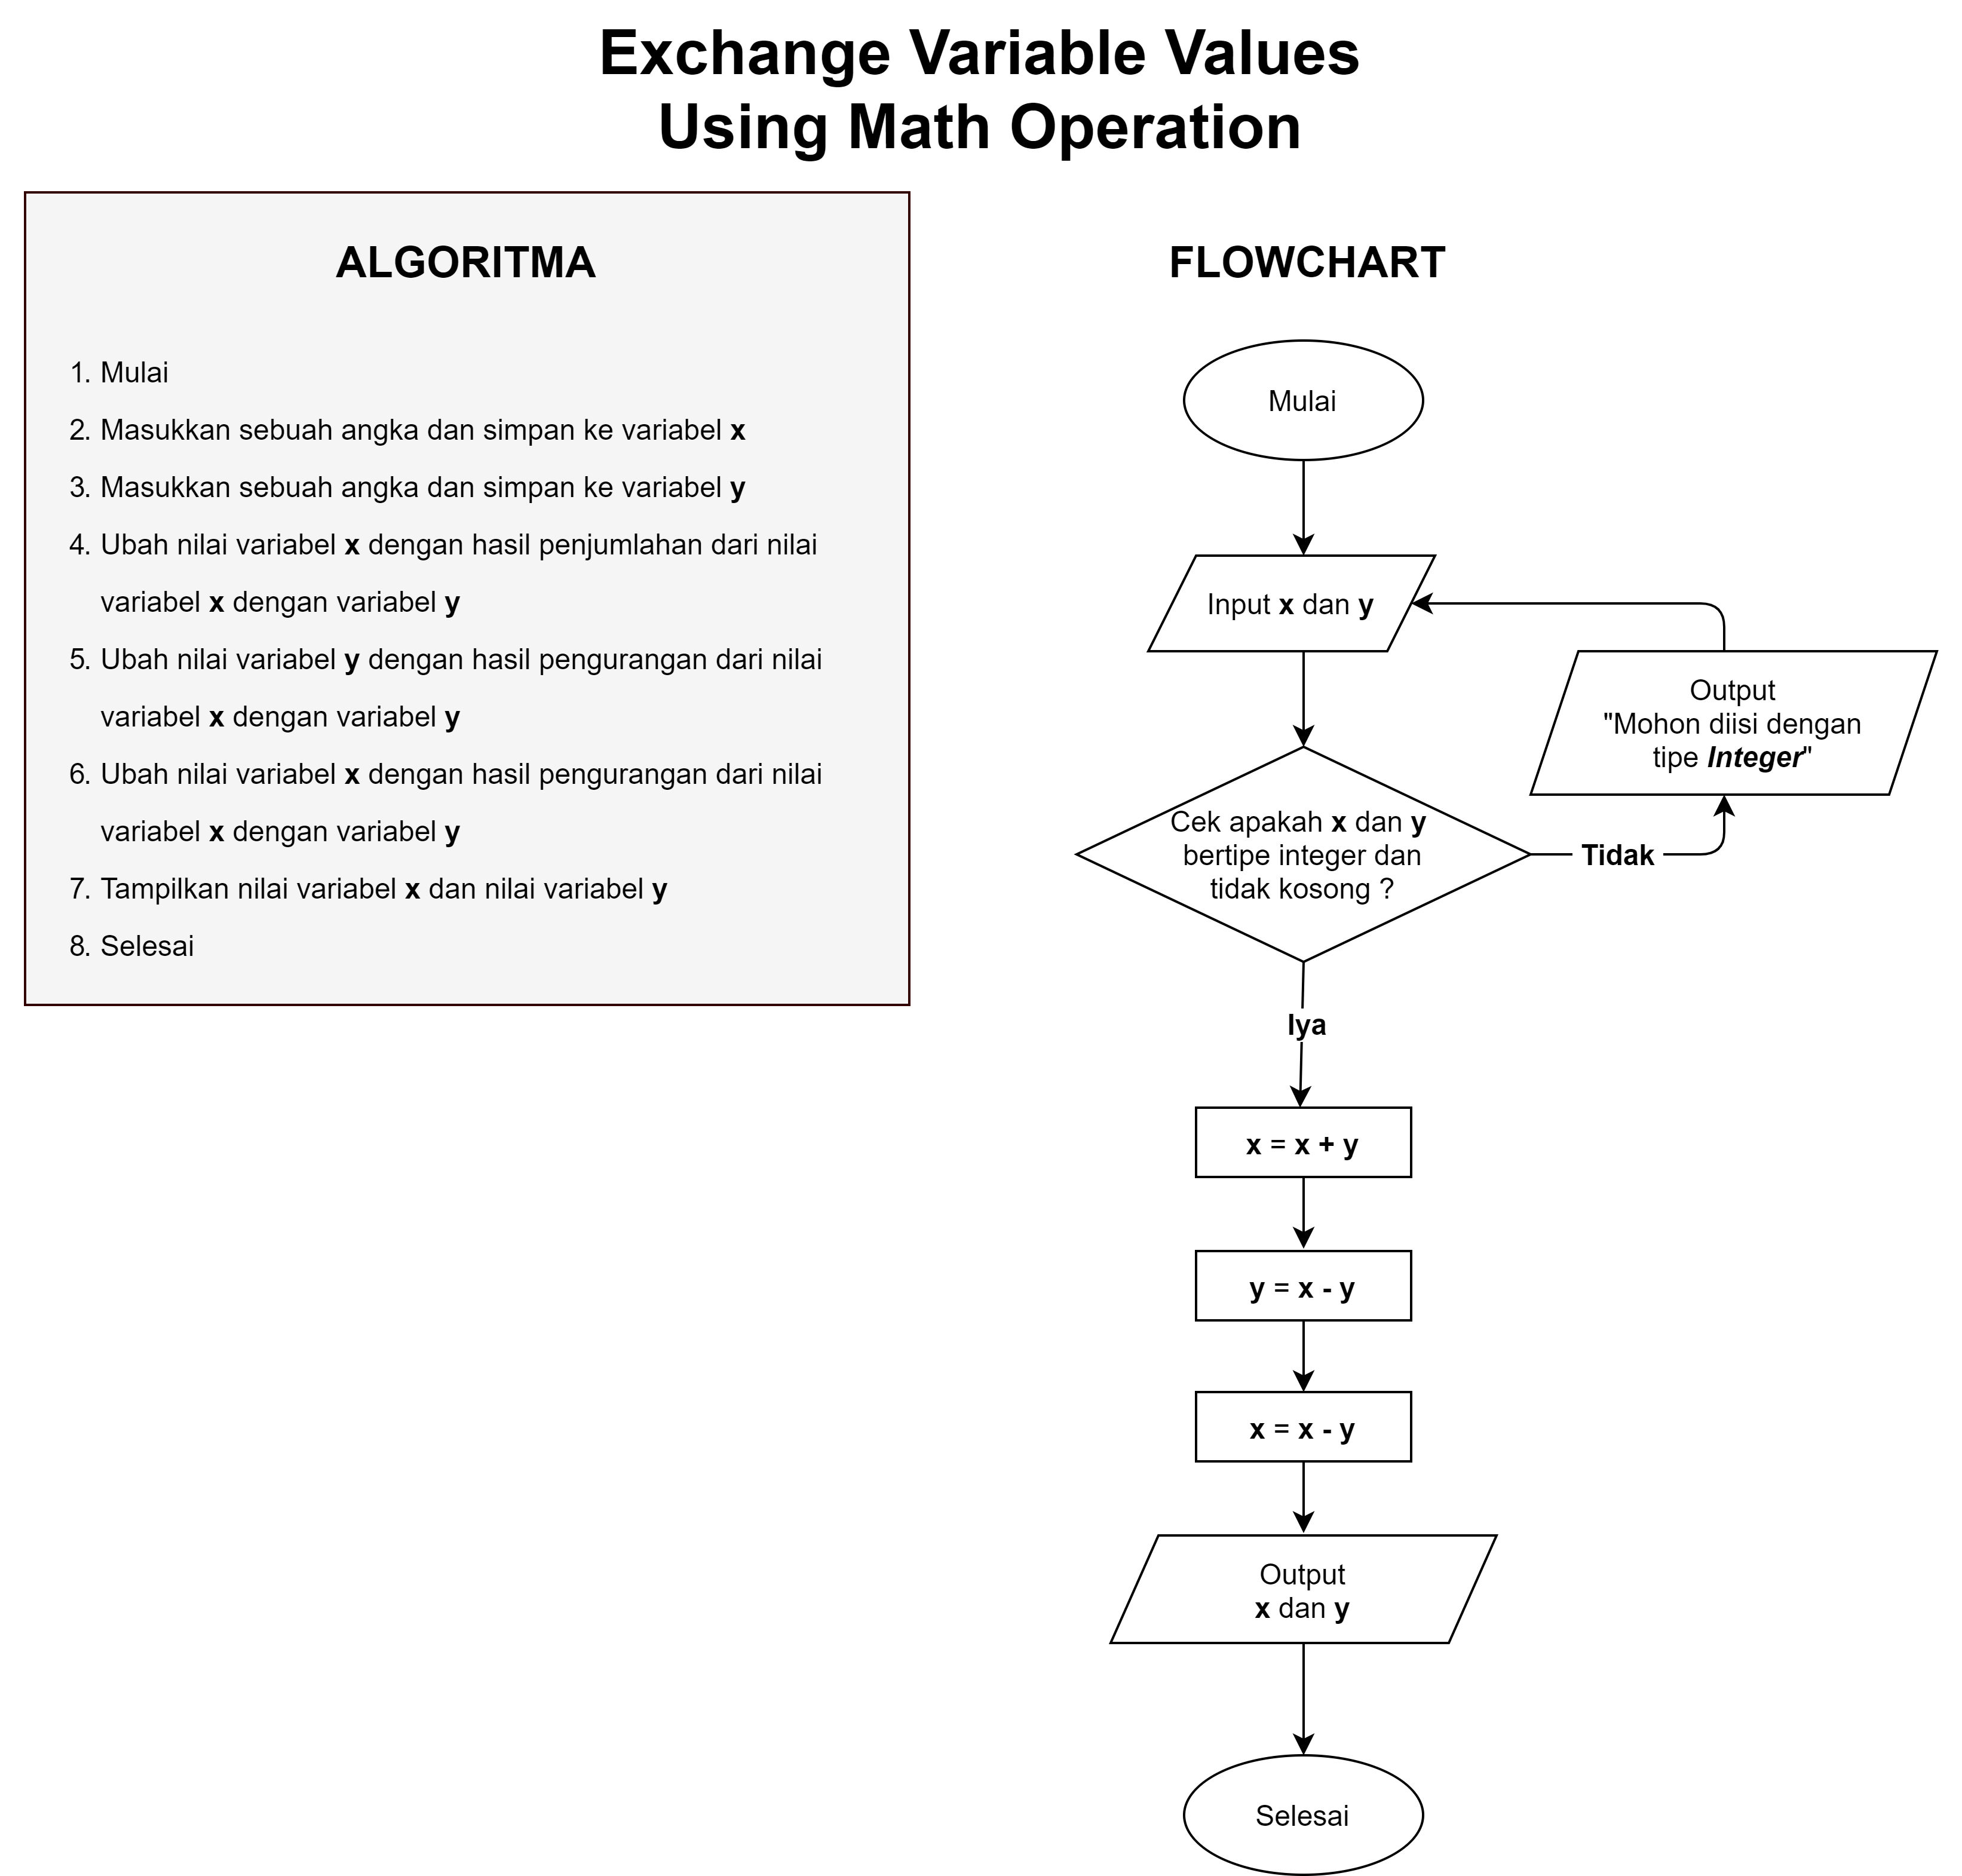 Exchange Variable Values
Using Math Operation
ALGORITMA
1. Mulai
2. Masukkan sebuah angka dan simpan ke variabel x
3. Masukkan sebuah angka dan simpan ke variabel y
4. Ubah nilai variabel x dengan hasil penjumlahan dari nilai
variabel x dengan variabel y
5. Ubah nilai variabel y dengan hasil pengurangan dari nilai
variabel x dengan variabel y
6. Ubah nilai variabel x dengan hasil pengurangan dari nilai
variabel x dengan variabel y
7. Tampilkan nilai variabel x dan nilai variabel y
8. Selesai
FLOWCHART
Mulai
Input x dan y
Output
"Mohon diisi dengan
tipe Integer"
Cek apakah x dan y
bertipe integer dan
tidak kosong ?
Tidak
Iya
x = x + y
y = x - y
x = x - y
Output
x dan y
Selesai